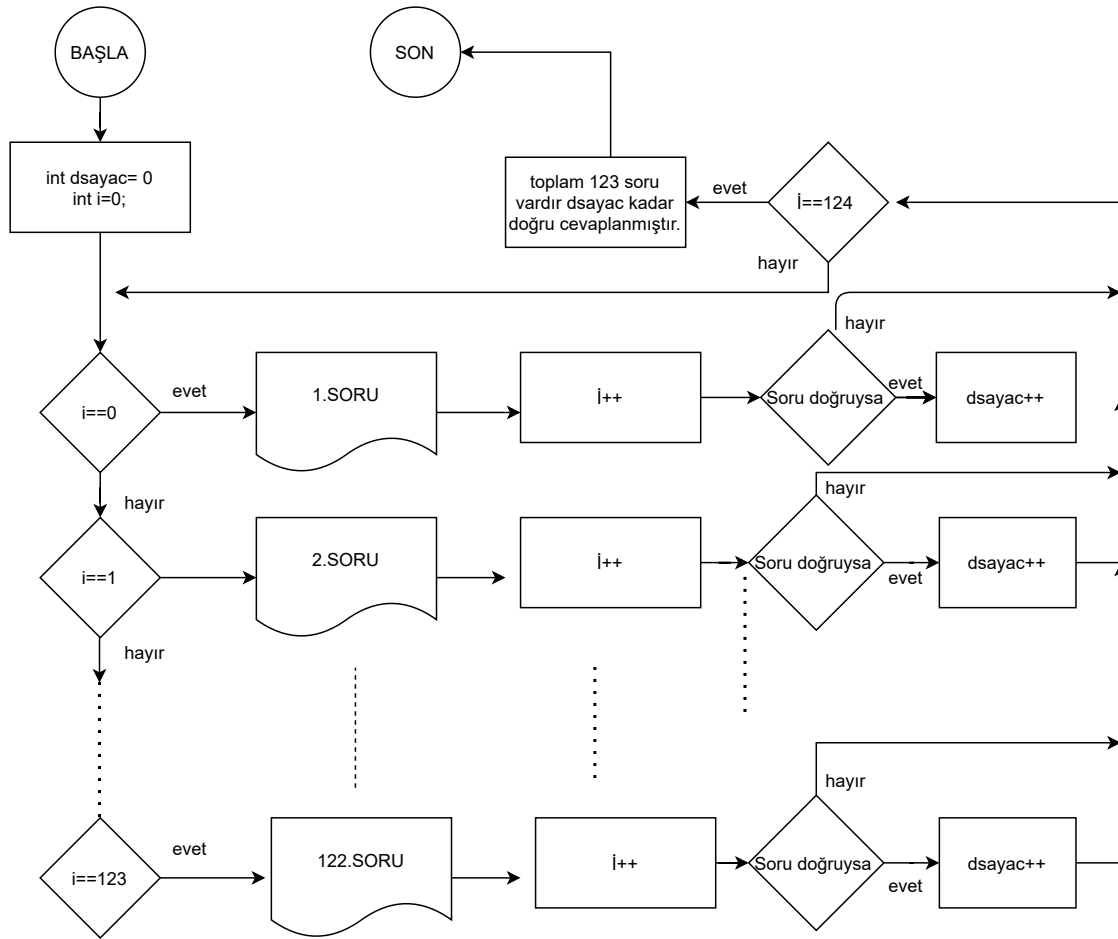 BAŞLA
SON
int dsayac= 0
int i=0;
toplam 123 soru
vardır dsayac kadar
doğru cevaplanmıştır.
evet
İ==124
hayır
hayır
i==0
evet
1.SORU
İ++
Soru doğruysa
evet
dsayac++
hayır
hayır
i==1
2.SORU
İ++
Soru doğruysa
evet
dsayac++
hayır
hayır
i==123
evet
122.SORU
İ++
Soru doğruysa
evet
dsayac++